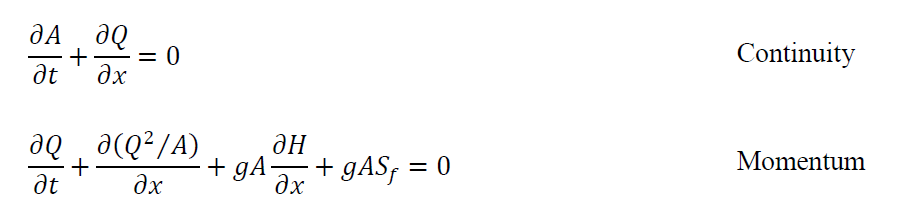 ∂A/∂t + ∂Q/∂x = 0 Continuity
∂Q/∂t + ∂(Q²/A)/∂x + gA ∂H/∂x + gAS_f = 0 Momentum